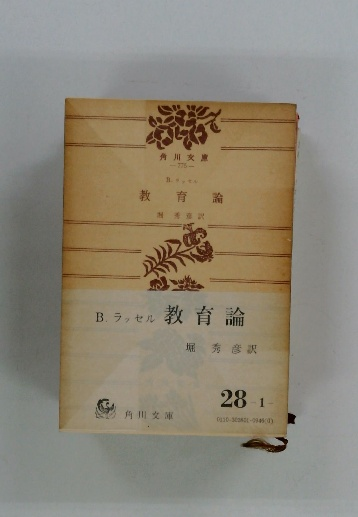 角川文庫
B. ラッセル
教育論
堀秀彦訳
B. ラッセル 教育論
堀 秀彦訳
28-1-
角川文庫